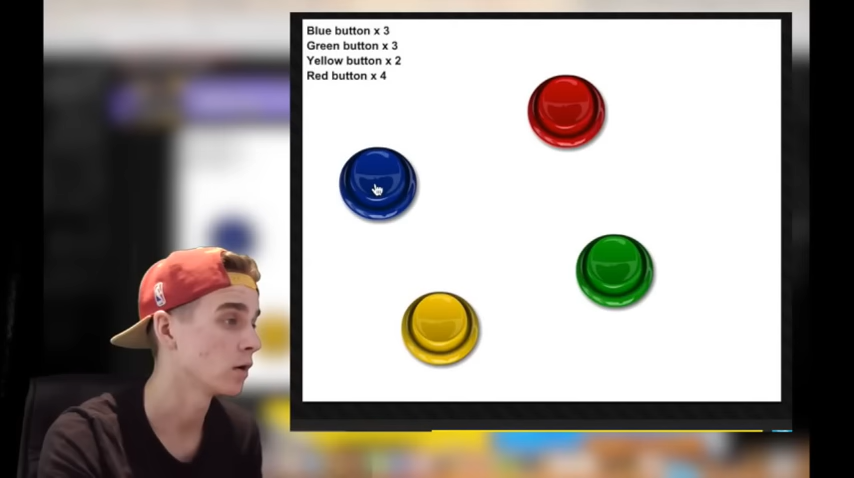 Blue button x 3
Green button x 3
Yellow button x 2
Red button x 4